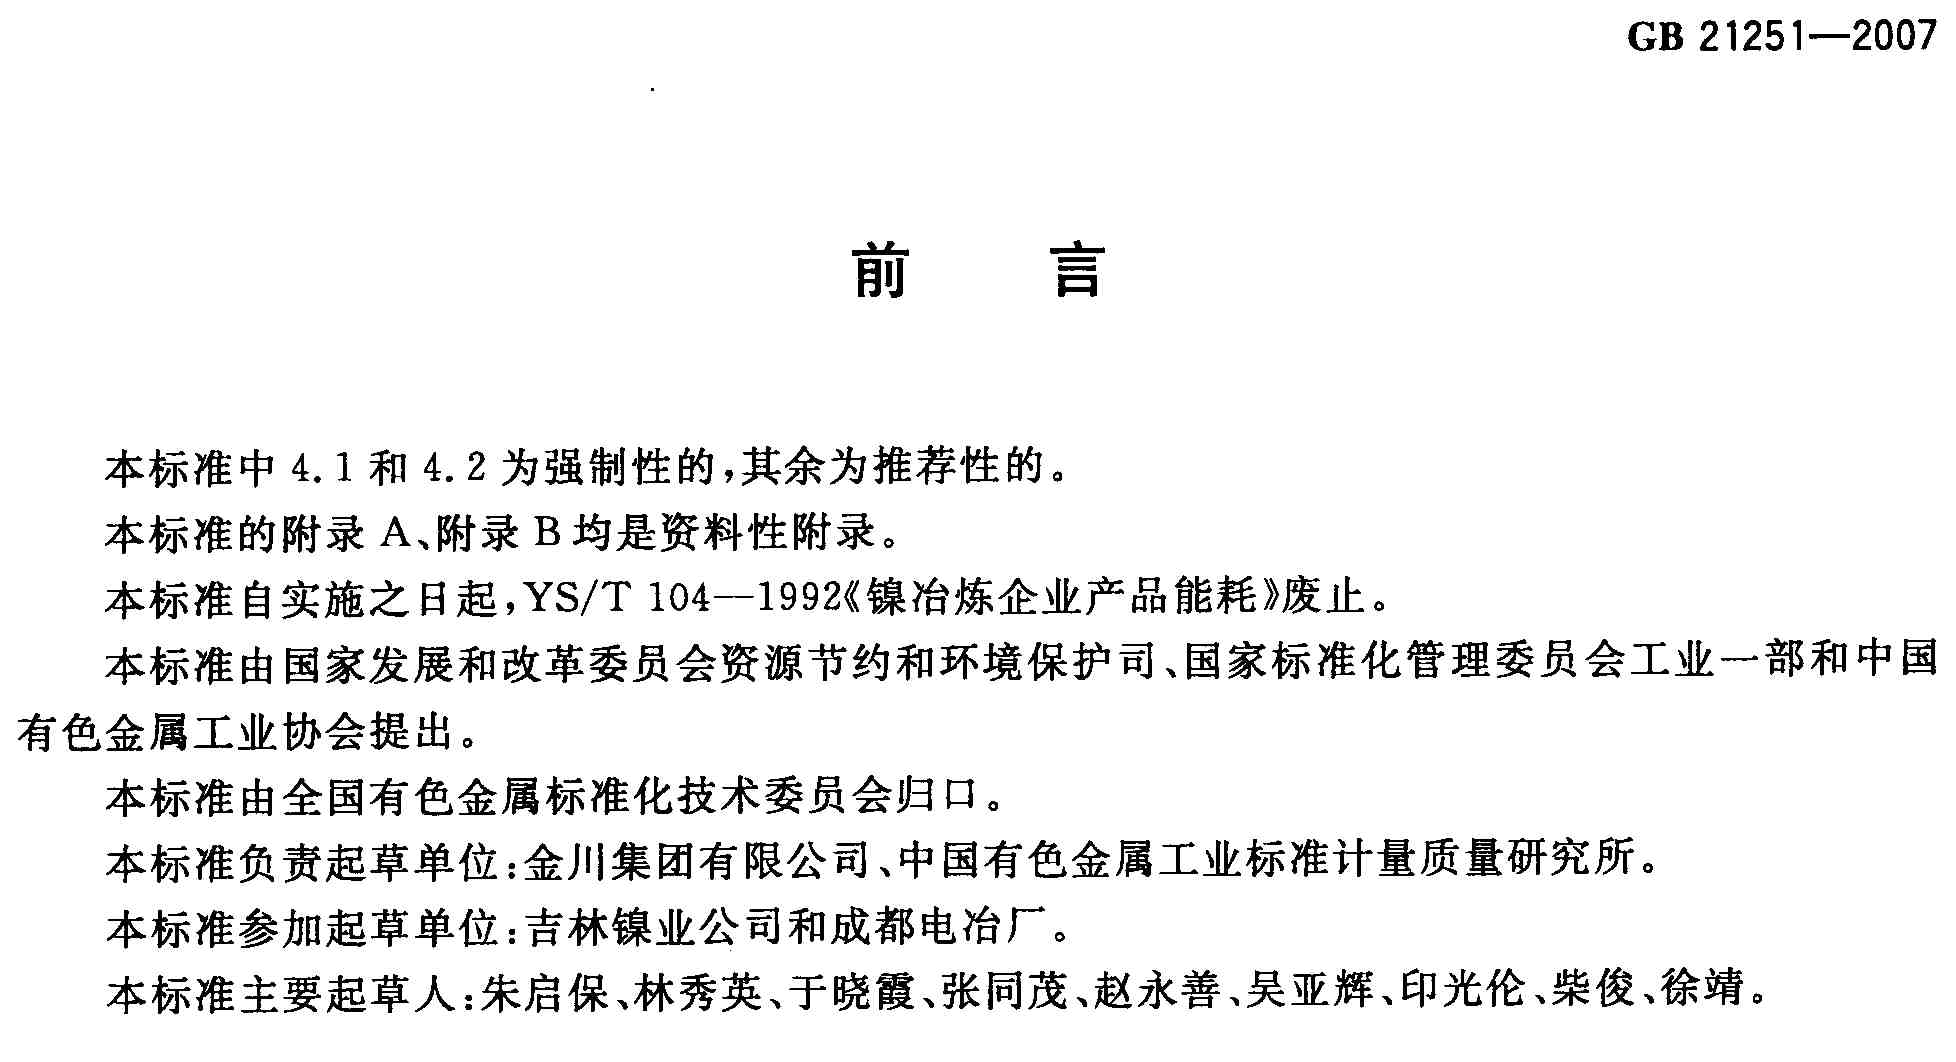 GB 21251—2007
前 言
本标准中 4.1 和 4.2 为强制性的,其余为推荐性的。
本标准的附录 A、附录 B 均是资料性附录。
本标准自实施之日起,YS/T 104—1992《镍冶炼企业产品能耗》废止。
本标准由国家发展和改革委员会资源节约和环境保护司、国家标准化管理委员会工业一部和中国
有色金属工业协会提出。
本标准由全国有色金属标准化技术委员会归口。
本标准负责起草单位:金川集团有限公司、中国有色金属工业标准计量质量研究所。
本标准参加起草单位:吉林镍业公司和成都电冶厂。
本标准主要起草人:朱启保、林秀英、于晓霞、张同茂、赵永善、吴亚辉、印光伦、柴俊、徐靖。